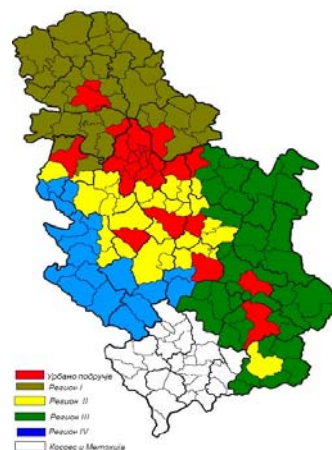 Урбано подручје
Регион I
Регион II
Регион III
Регион IV
Косово и Метохија